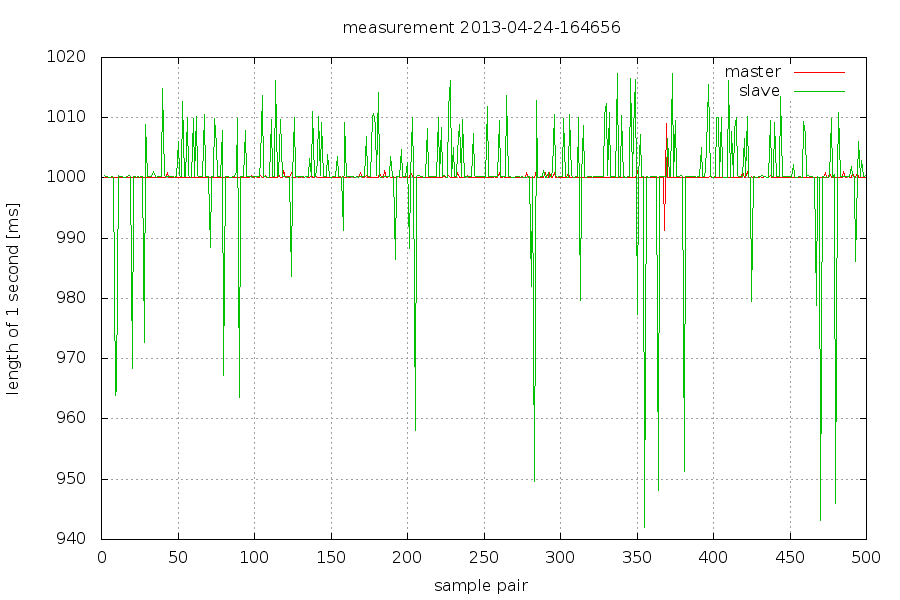 measurement 2013-04-24-164656
master
slave
length of 1 second [ms]
1020
1010
1000
990
980
970
960
950
940
0 50 100 150 200 250 300 350 400 450 500
sample pair